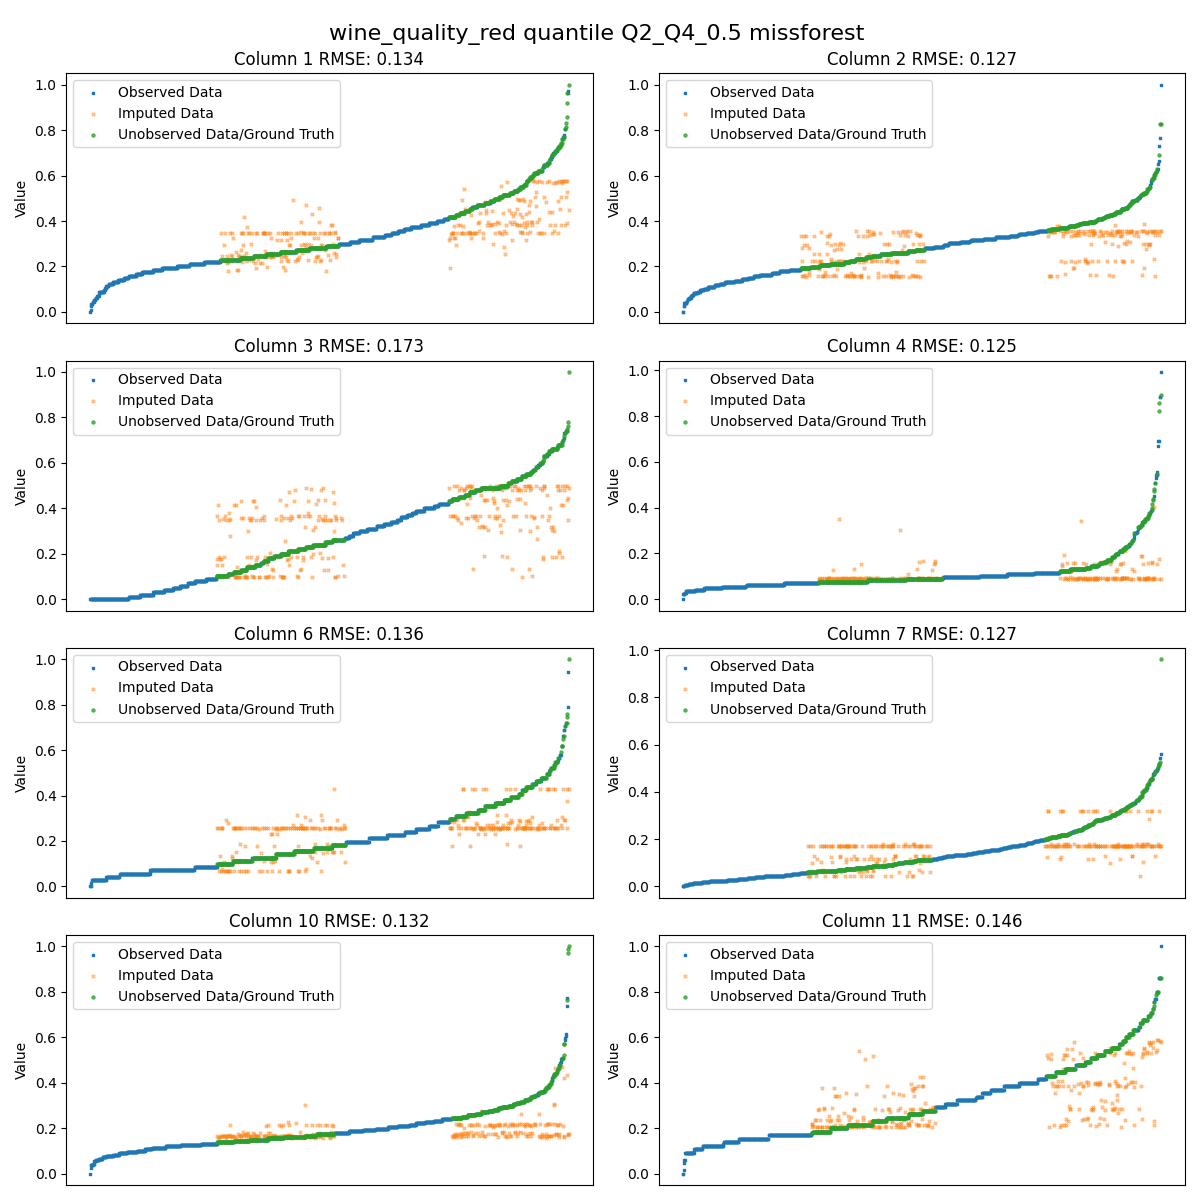 wine_quality_red quantile Q2_Q4_0.5 missforest
Column 1 RMSE: 0.134
1.0
0.8
0.6
0.4
0.2
0.0
Value
Observed Data
Imputed Data
Unobserved Data/Ground Truth
Column 2 RMSE: 0.127
1.0
0.8
0.6
0.4
0.2
0.0
Value
Observed Data
Imputed Data
Unobserved Data/Ground Truth
Column 3 RMSE: 0.173
1.0
0.8
0.6
0.4
0.2
0.0
Value
Observed Data
Imputed Data
Unobserved Data/Ground Truth
Column 4 RMSE: 0.125
1.0
0.8
0.6
0.4
0.2
0.0
Value
Observed Data
Imputed Data
Unobserved Data/Ground Truth
Column 6 RMSE: 0.136
1.0
0.8
0.6
0.4
0.2
0.0
Value
Observed Data
Imputed Data
Unobserved Data/Ground Truth
Column 7 RMSE: 0.127
1.0
0.8
0.6
0.4
0.2
0.0
Value
Observed Data
Imputed Data
Unobserved Data/Ground Truth
Column 10 RMSE: 0.132
1.0
0.8
0.6
0.4
0.2
0.0
Value
Observed Data
Imputed Data
Unobserved Data/Ground Truth
Column 11 RMSE: 0.146
1.0
0.8
0.6
0.4
0.2
0.0
Value
Observed Data
Imputed Data
Unobserved Data/Ground Truth